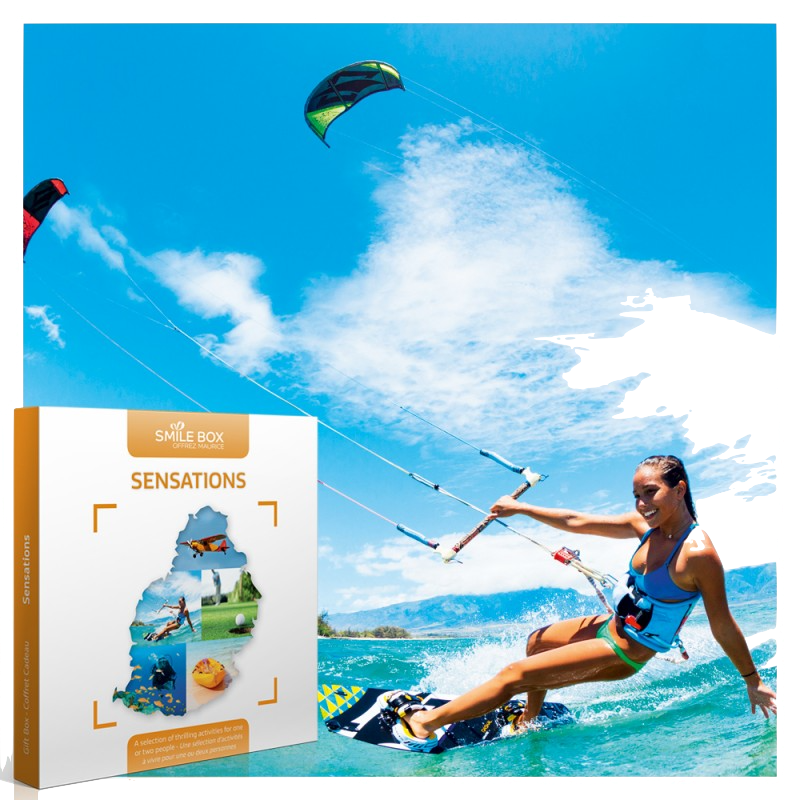 SMILE BOX
OFFREZ MAURICE
SENSATIONS
A selection of thrilling activities for one
or two people - Une sélection d'activités
à vivre pour une ou deux personnes
Sensations
Gift Box - Coffret Cadeau